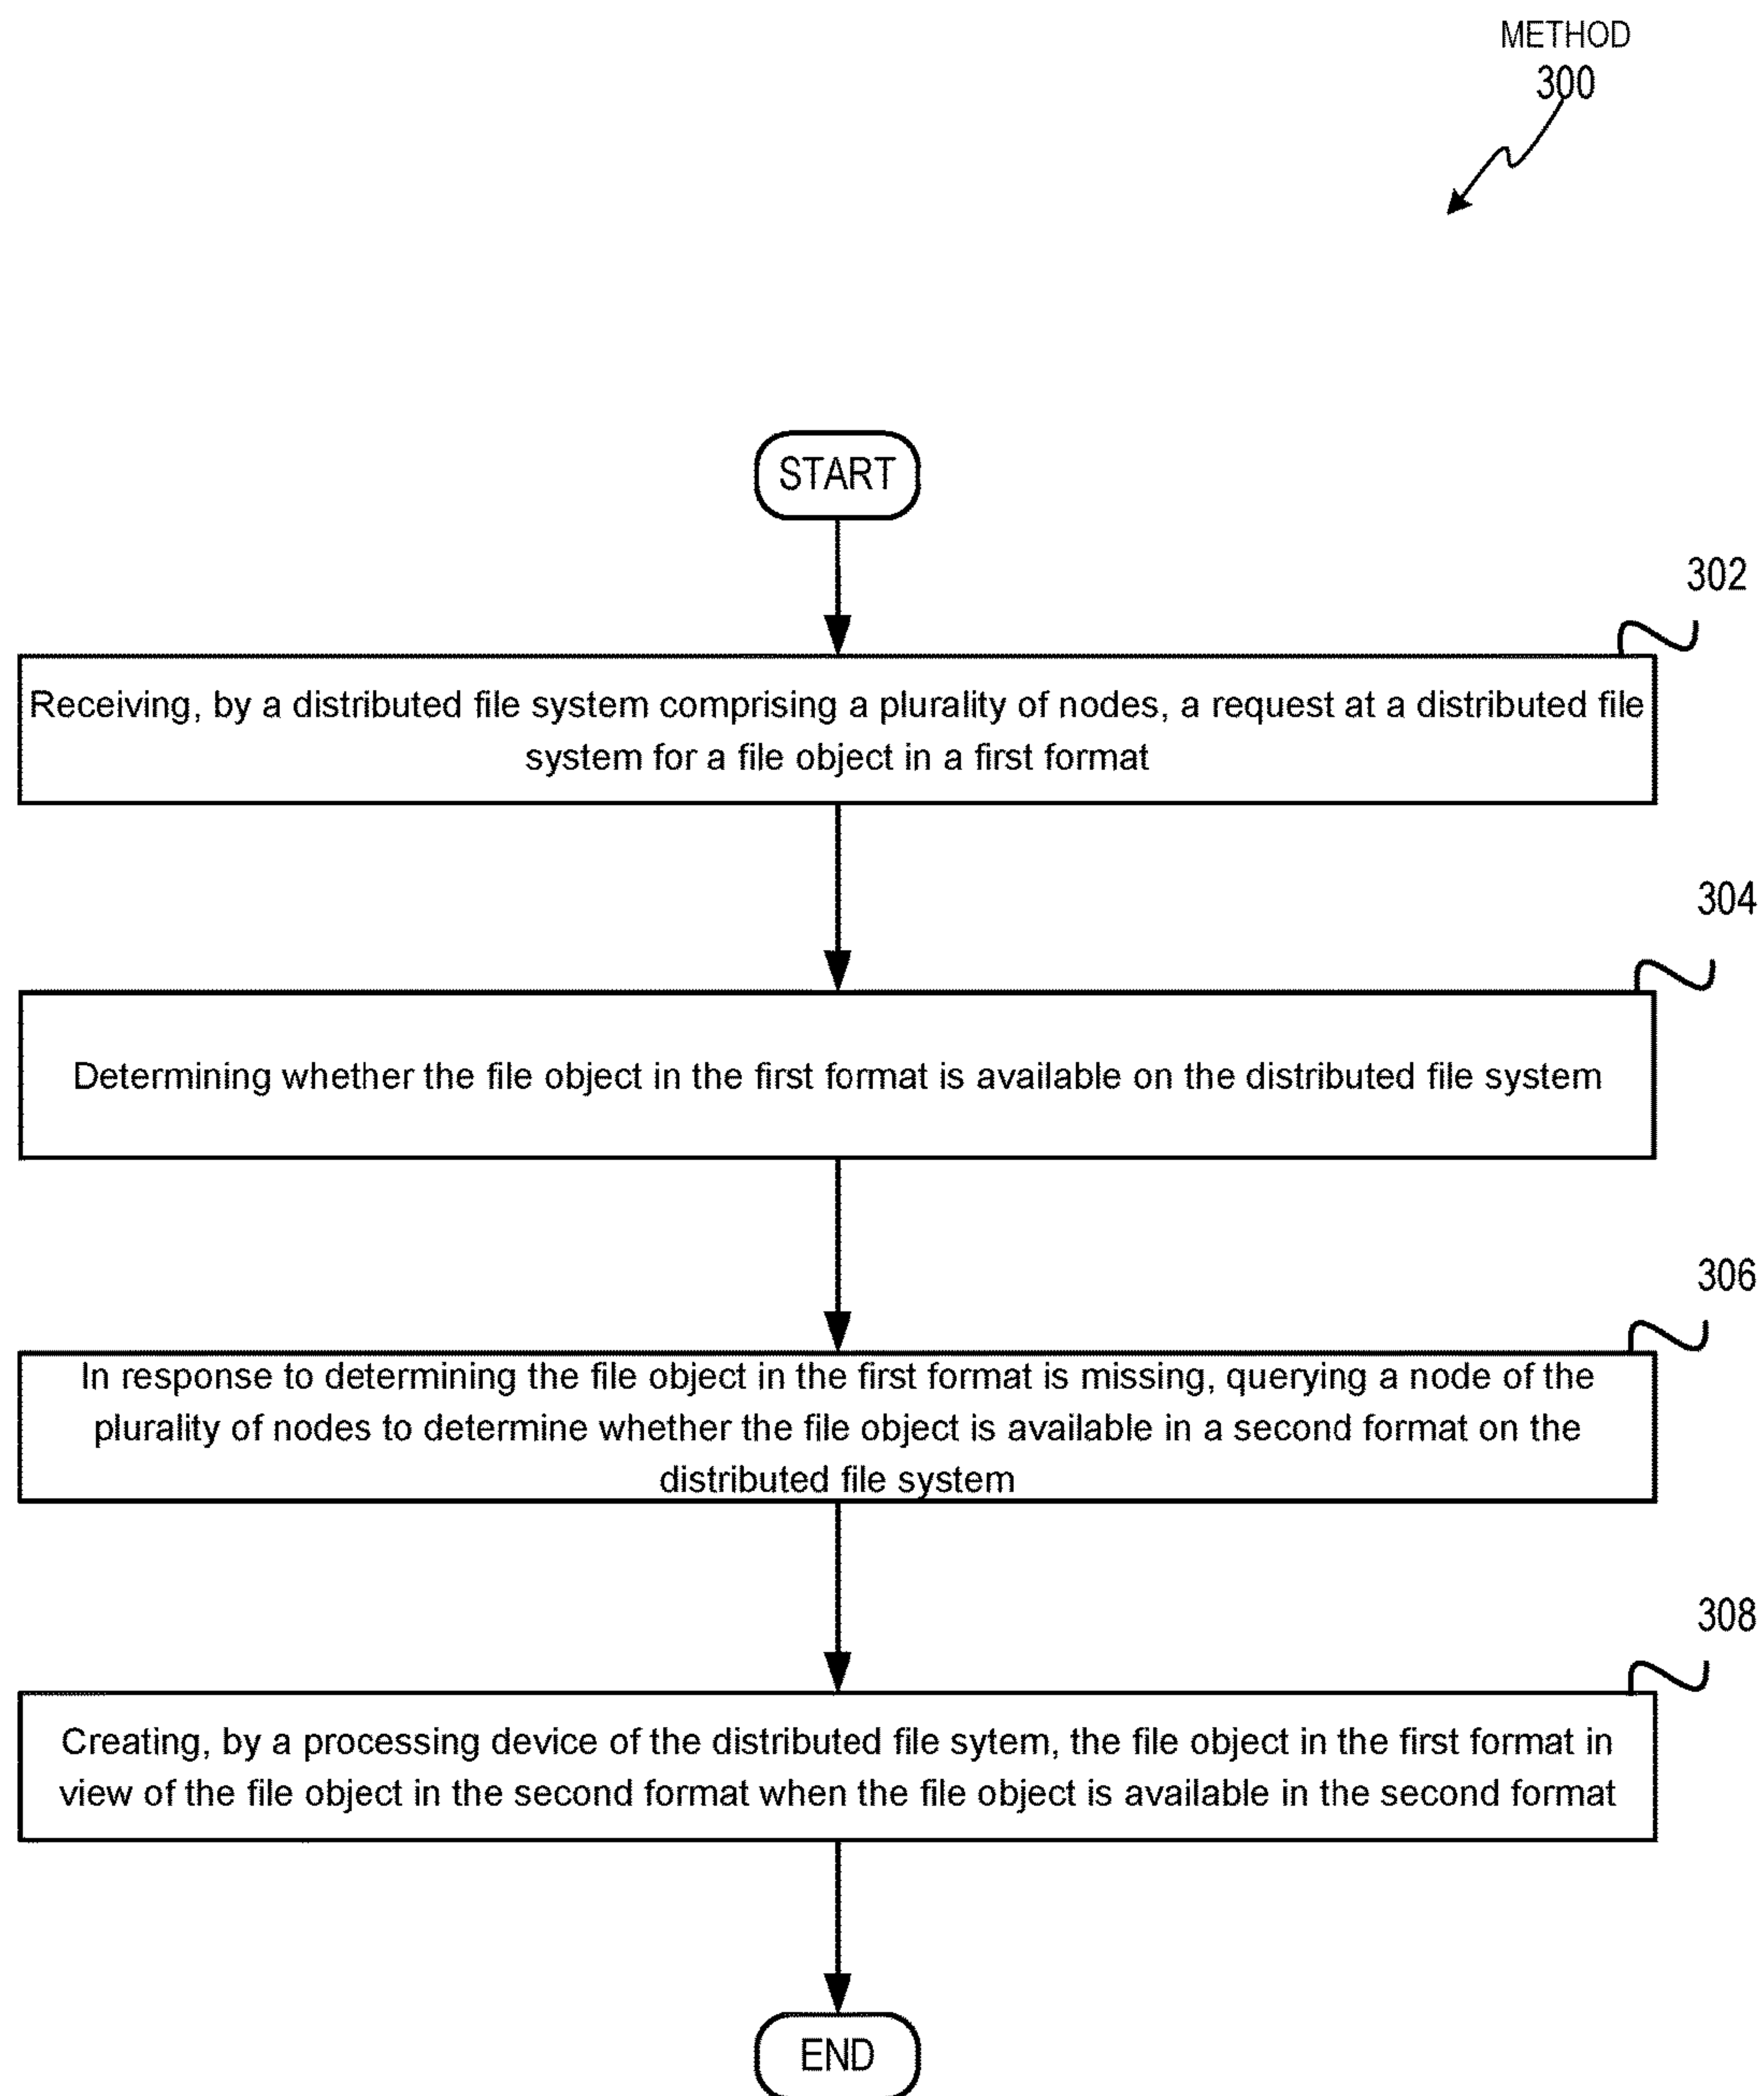 METHOD
300
START
302
Receiving, by a distributed file system comprising a plurality of nodes, a request at a distributed file
system for a file object in a first format
304
Determining whether the file object in the first format is available on the distributed file system
306
In response to determining the file object in the first format is missing, querying a node of the
plurality of nodes to determine whether the file object is available in a second format on the
distributed file system
308
Creating, by a processing device of the distributed file sytem, the file object in the first format in
view of the file object in the second format when the file object is available in the second format
END